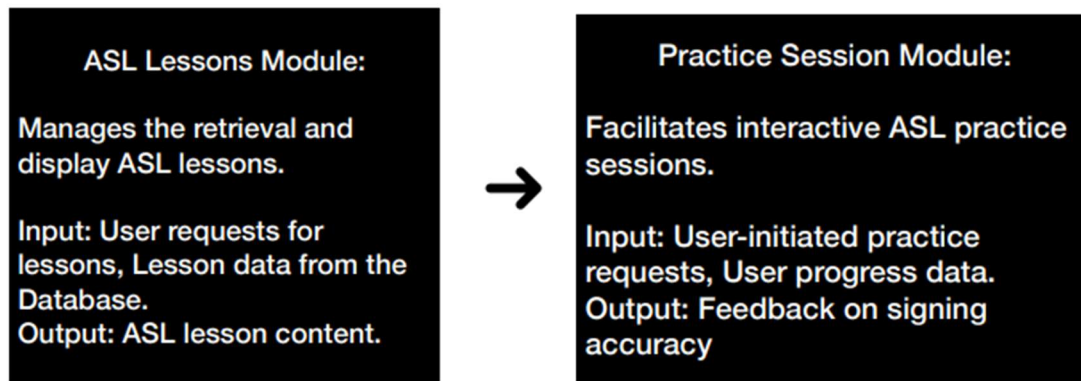 ASL Lessons Module:
Manages the retrieval and
display ASL lessons.
Input: User requests for
lessons, Lesson data from the
Database.
Output: ASL lesson content.
Practice Session Module:
Facilitates interactive ASL practice
sessions.
Input: User-initiated practice
requests, User progress data.
Output: Feedback on signing
accuracy